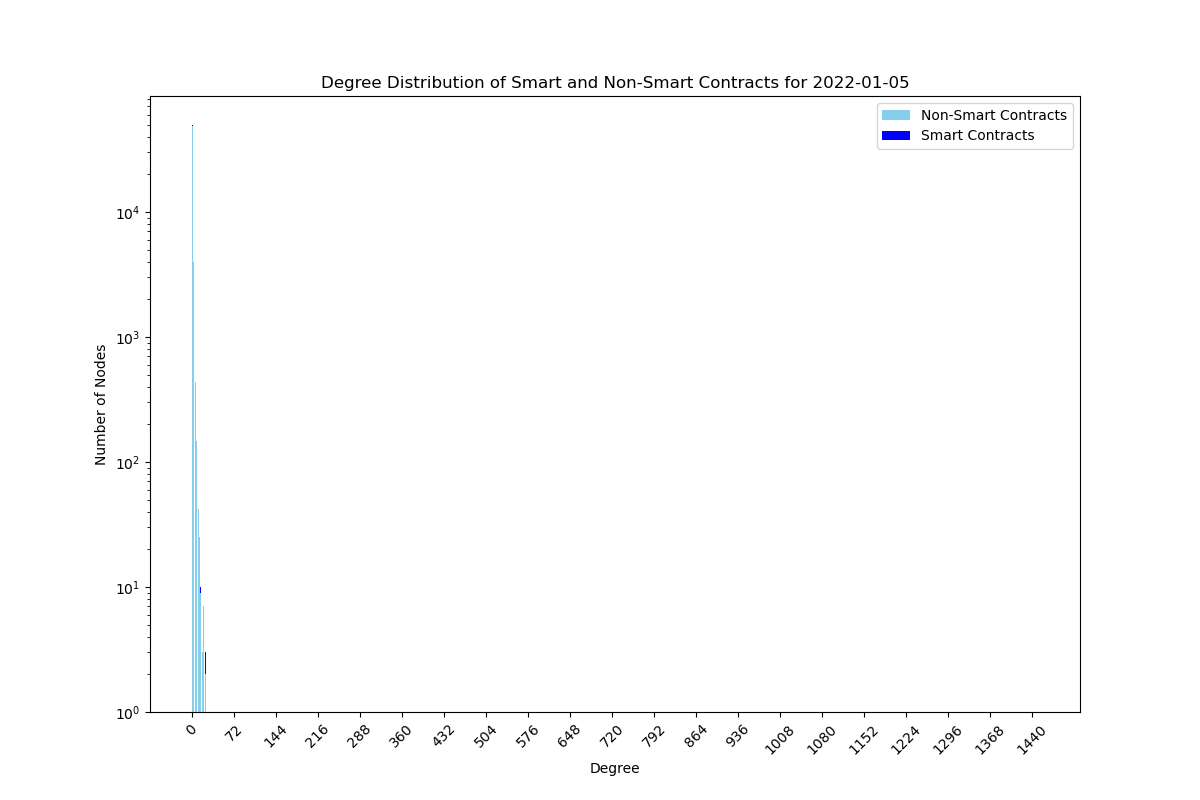 Degree Distribution of Smart and Non-Smart Contracts for 2022-01-05
Non-Smart Contracts
Smart Contracts
Number of Nodes
10^4
10^3
10^2
10^1
10^0
0 72 144 216 288 360 432 504 576 648 720 792 864 936 1008 1080 1152 1224 1296 1368 1440
Degree